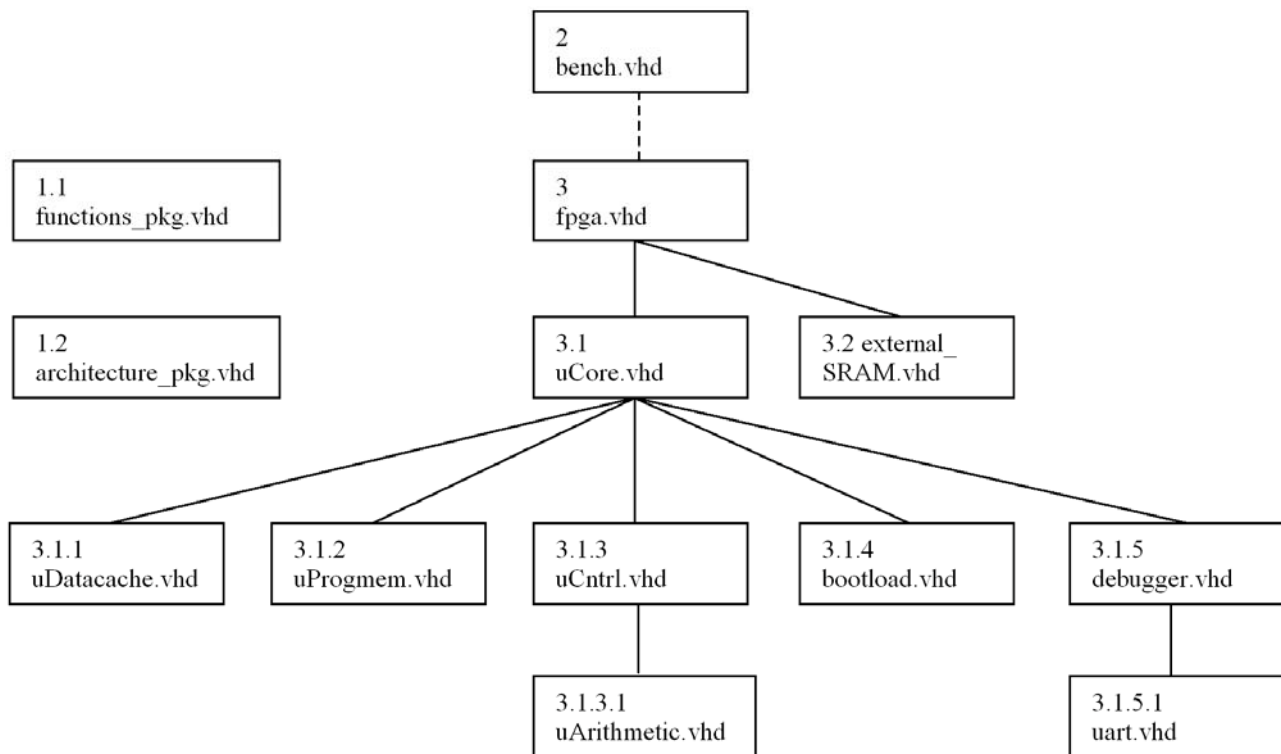 2
bench.vhd
1.1
functions_pkg.vhd
3
fpga.vhd
1.2
architecture_pkg.vhd
3.1
uCore.vhd
3.2 external_
SRAM.vhd
3.1.1
uDatacache.vhd
3.1.2
uProgmem.vhd
3.1.3
uCntrl.vhd
3.1.4
bootload.vhd
3.1.5
debugger.vhd
3.1.3.1
uArithmetic.vhd
3.1.5.1
uart.vhd